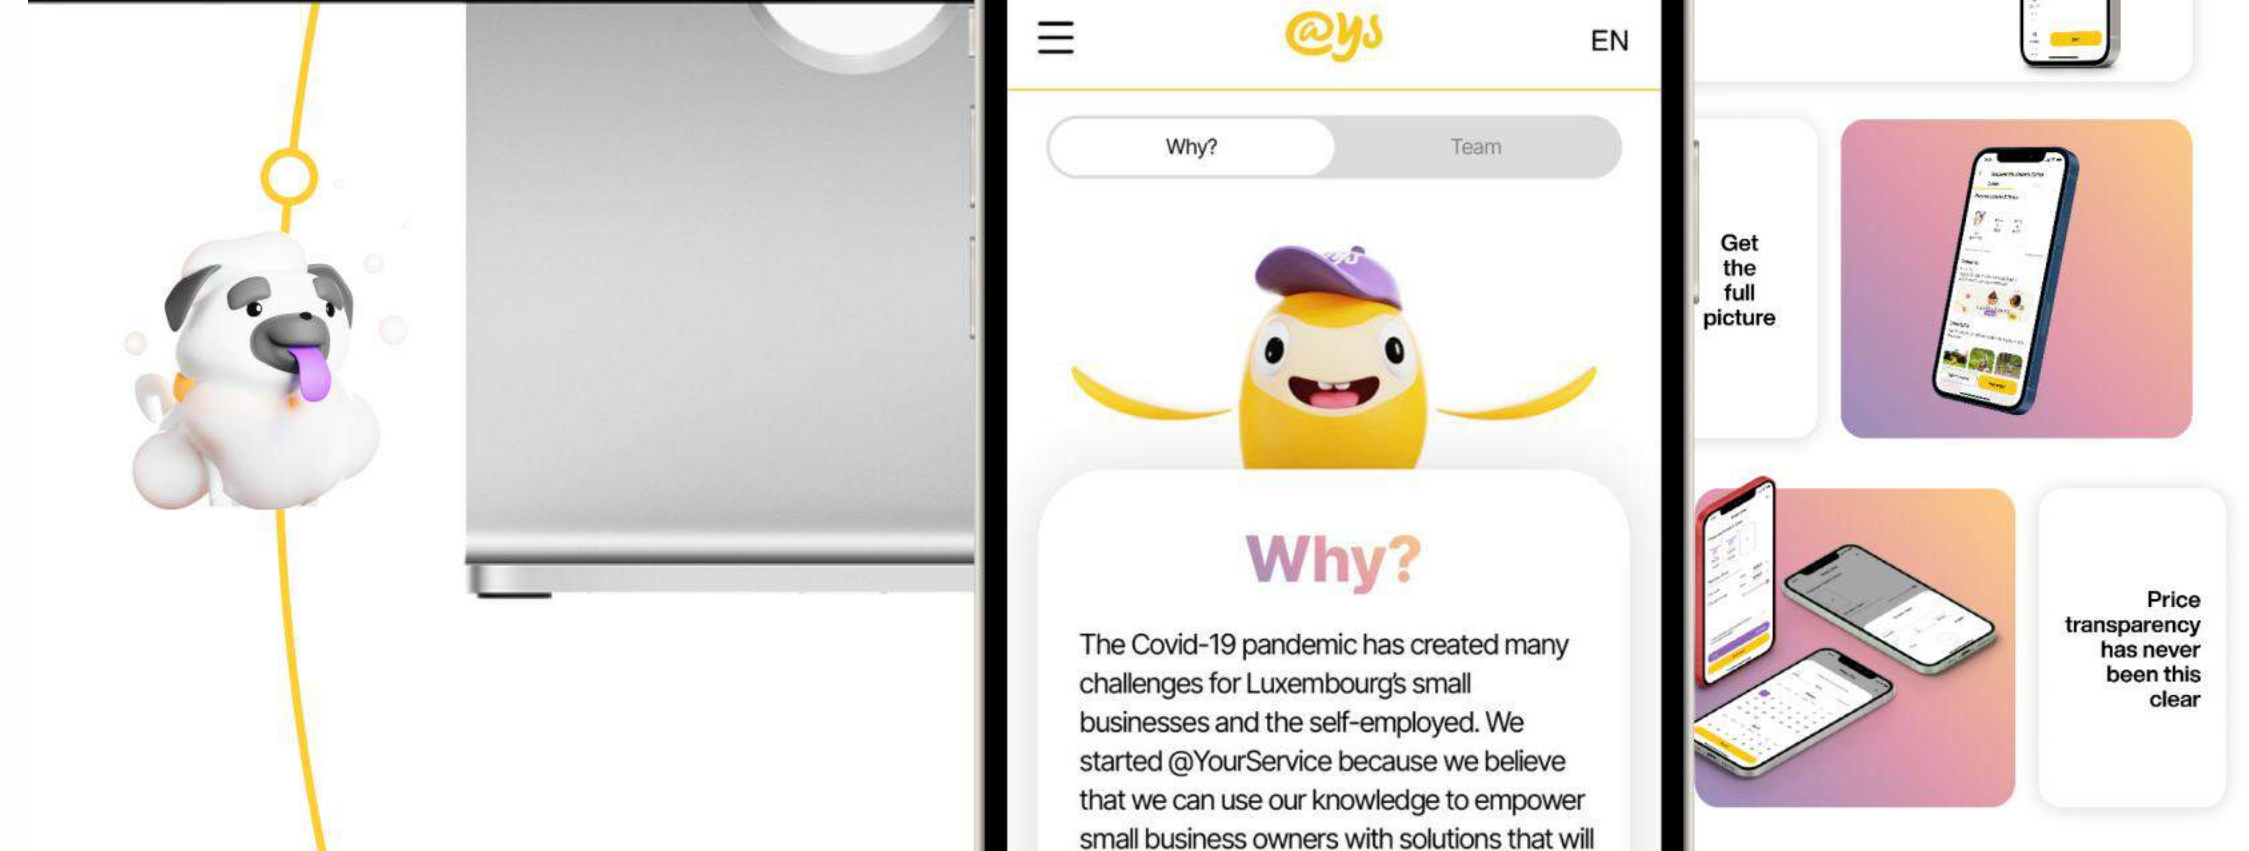 @ys
EN
Why?
Team
Why?
The Covid-19 pandemic has created many
challenges for Luxembourg's small
businesses and the self-employed. We
started @YourService because we believe
that we can use our knowledge to empower
small business owners with solutions that will
Get
the
full
picture
Price
transparency
has never
been this
clear